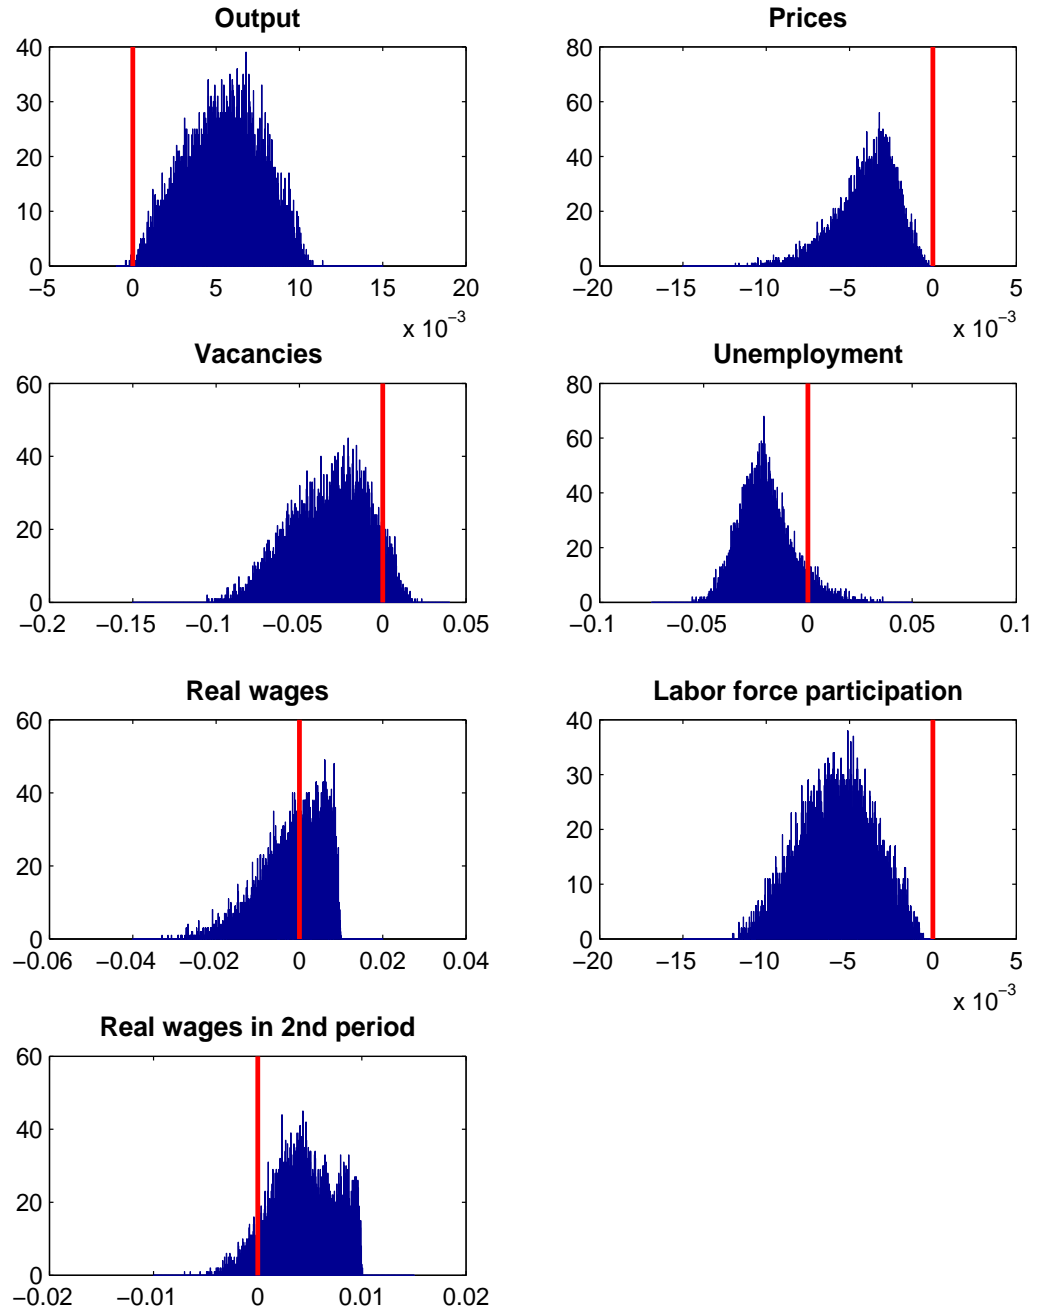 Output
40
30
20
10
0
−5 0 5 10 15 20
x 10−3
Prices
80
60
40
20
0
−20 −15 −10 −5 0 5
x 10−3
Vacancies
60
40
20
0
−0.2 −0.15 −0.1 −0.05 0 0.05
Unemployment
80
60
40
20
0
−0.1 −0.05 0 0.05 0.1
Real wages
60
40
20
0
−0.06 −0.04 −0.02 0 0.02 0.04
Labor force participation
40
30
20
10
0
−20 −15 −10 −5 0 5
x 10−3
Real wages in 2nd period
60
40
20
0
−0.02 −0.01 0 0.01 0.02